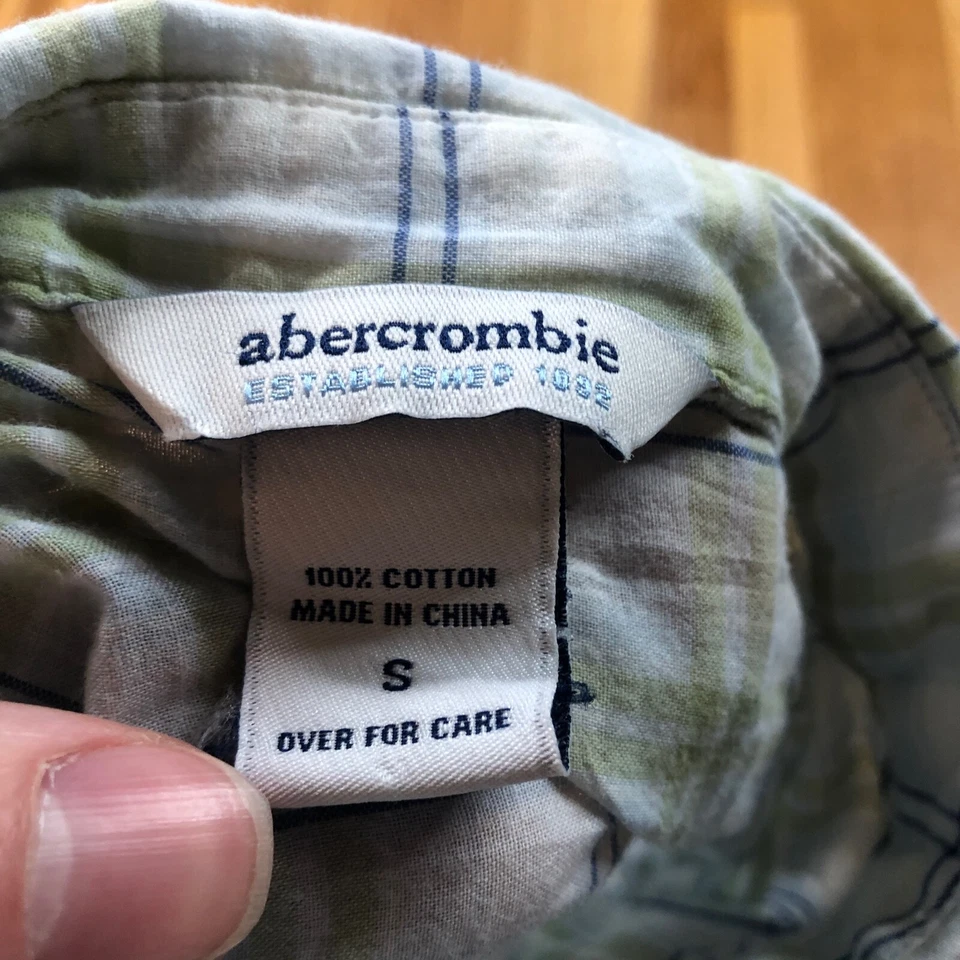 abercrombie
ESTABLISHED 1892
100% COTTON
MADE IN CHINA
S
OVER FOR CARE